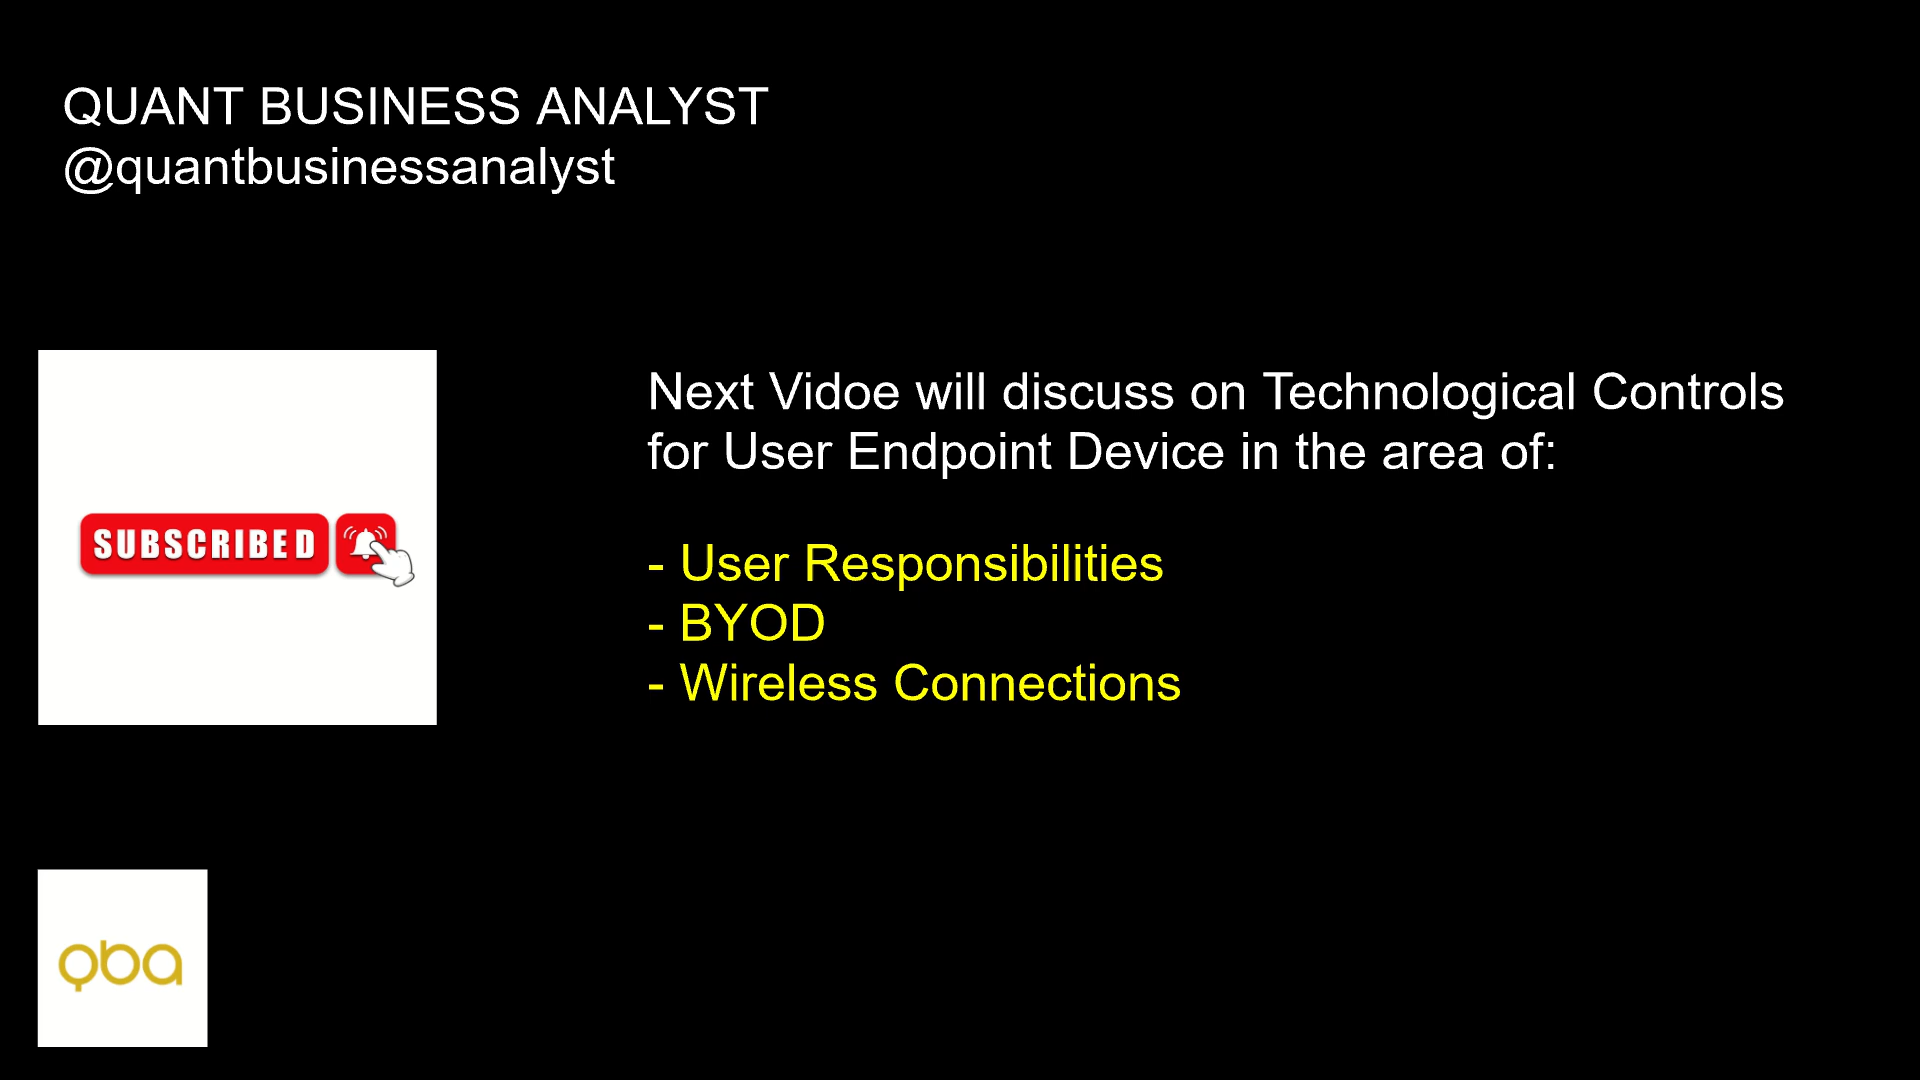 QUANT BUSINESS ANALYST
@quantbusinessanalyst
Next Vidoe will discuss on Technological Controls
for User Endpoint Device in the area of:
SUBSCRIBED
- User Responsibilities
- BYOD
- Wireless Connections
qba